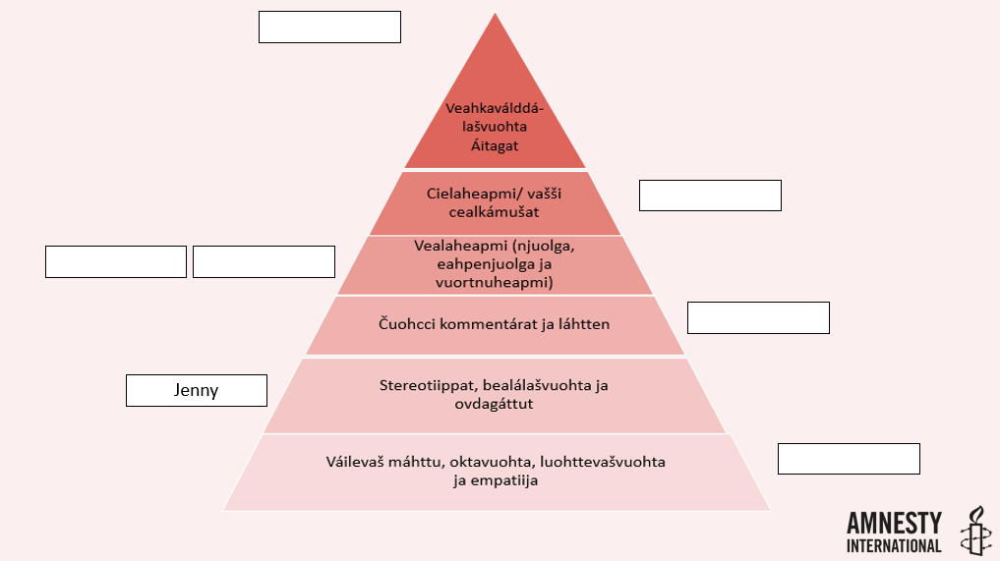 Veahkaválddá-
lašvuohta
Áitagat
Cielaheapmi/ vašši
cealkámušat
Vealaheapmi (njuolga,
eahpenjuolga ja
vuortnuheapmi)
Čuohcci kommentárat ja láhtten
Jenny
Stereotiippat, bealálašvuohta ja
ovdagáttut
Váilevaš máhttu, oktavuohta, luohttevašvuohta
ja empatiija
AMNESTY
INTERNATIONAL